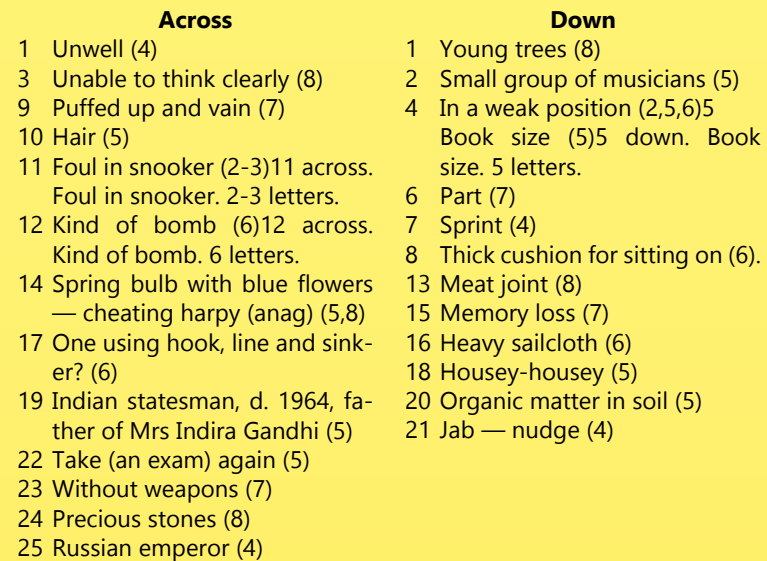 Across
1 Unwell (4)
3 Unable to think clearly (8)
9 Puffed up and vain (7)
10 Hair (5)
11 Foul in snooker (2-3)11 across.
Foul in snooker. 2-3 letters.
12 Kind of bomb (6)12 across.
Kind of bomb. 6 letters.
14 Spring bulb with blue flowers
— cheating harpy (anag) (5,8)
17 One using hook, line and sink-
er? (6)
19 Indian statesman, d. 1964, fa-
ther of Mrs Indira Gandhi (5)
22 Take (an exam) again (5)
23 Without weapons (7)
24 Precious stones (8)
25 Russian emperor (4)
Down
1 Young trees (8)
2 Small group of musicians (5)
4 In a weak position (2,5,6)5
Book size (5)5 down. Book
size. 5 letters.
6 Part (7)
7 Sprint (4)
8 Thick cushion for sitting on (6).
13 Meat joint (8)
15 Memory loss (7)
16 Heavy sailcloth (6)
18 Housey-housey (5)
20 Organic matter in soil (5)
21 Jab — nudge (4)